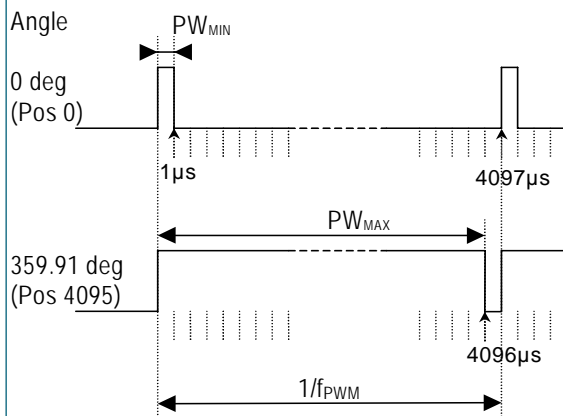 Angle
PWMIN
0 deg
(Pos 0)
1µs
4097µs
PWMAX
359.91 deg
(Pos 4095)
4096µs
1/fPWM